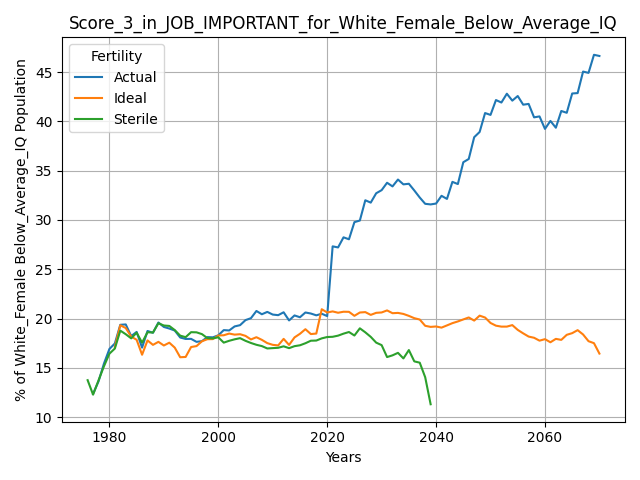 Score_3_in_JOB_IMPORTANT_for_White_Female_Below_Average_IQ
% of White_Female Below_Average_IQ Population
45
40
35
30
25
20
15
10
Fertility
Actual
Ideal
Sterile
1980 2000 2020 2040 2060
Years